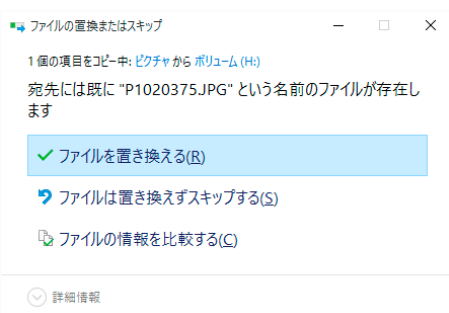 ファイルの置換またはスキップ
1 個の項目をコピー中: ピクチャ から ボリューム (H:)
宛先には既に "P1020375.JPG" という名前のファイルが存在し
ます
ファイルを置き換える(R)
ファイルは置き換えずスキップする(S)
ファイルの情報を比較する(C)
詳細情報